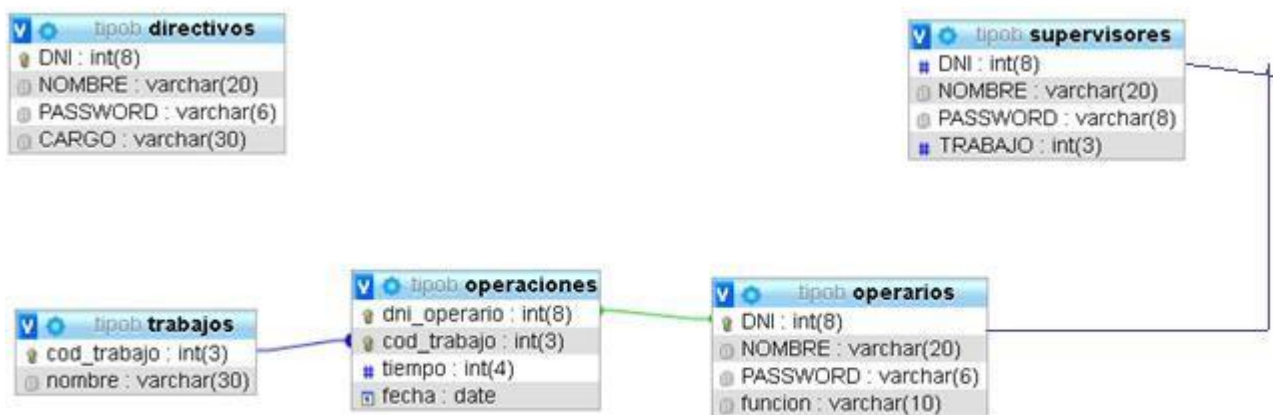 tipob directivos
DNI : int(8)
NOMBRE : varchar(20)
PASSWORD : varchar(6)
CARGO : varchar(30)
tipob supervisores
DNI : int(8)
NOMBRE : varchar(20)
PASSWORD : varchar(8)
TRABAJO : int(3)
tipob trabajos
cod_trabajo : int(3)
nombre : varchar(30)
tipob operaciones
dni_operario : int(8)
cod_trabajo : int(3)
tiempo : int(4)
fecha : date
tipob operarios
DNI : int(8)
NOMBRE : varchar(20)
PASSWORD : varchar(6)
funcion : varchar(10)